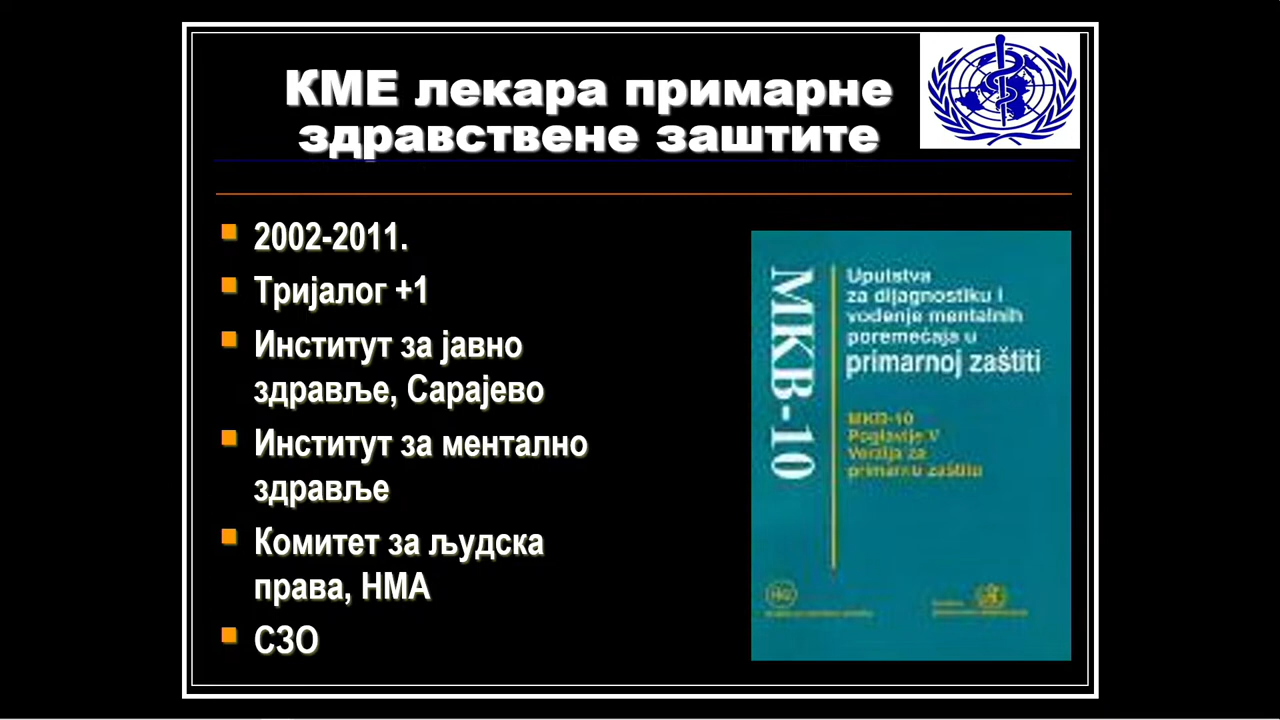 КМЕ лекара примарне
здравствене заштите
2002-2011.
Тријалог +1
Институт за јавно
здравље, Сарајево
Институт за ментално
здравље
Комитет за људска
права, НМА
СЗО
МКВ-10
Uputstva
za dijagnostiku i
vođenje mentalnih
poremećaja u
primarnoj zaštiti
МКВ-10
Poglavlje V
Verzija za
primarnu zaštitu